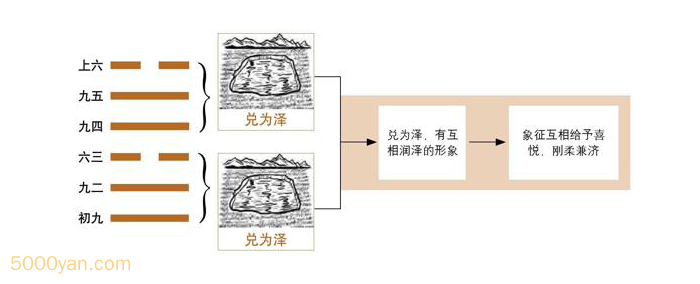 上六
九五
九四
六三
九二
初九
兑为泽
兑为泽
兑为泽，有互
相润泽的形象
象征互相给予喜
悦，刚柔兼济
5000yan.com